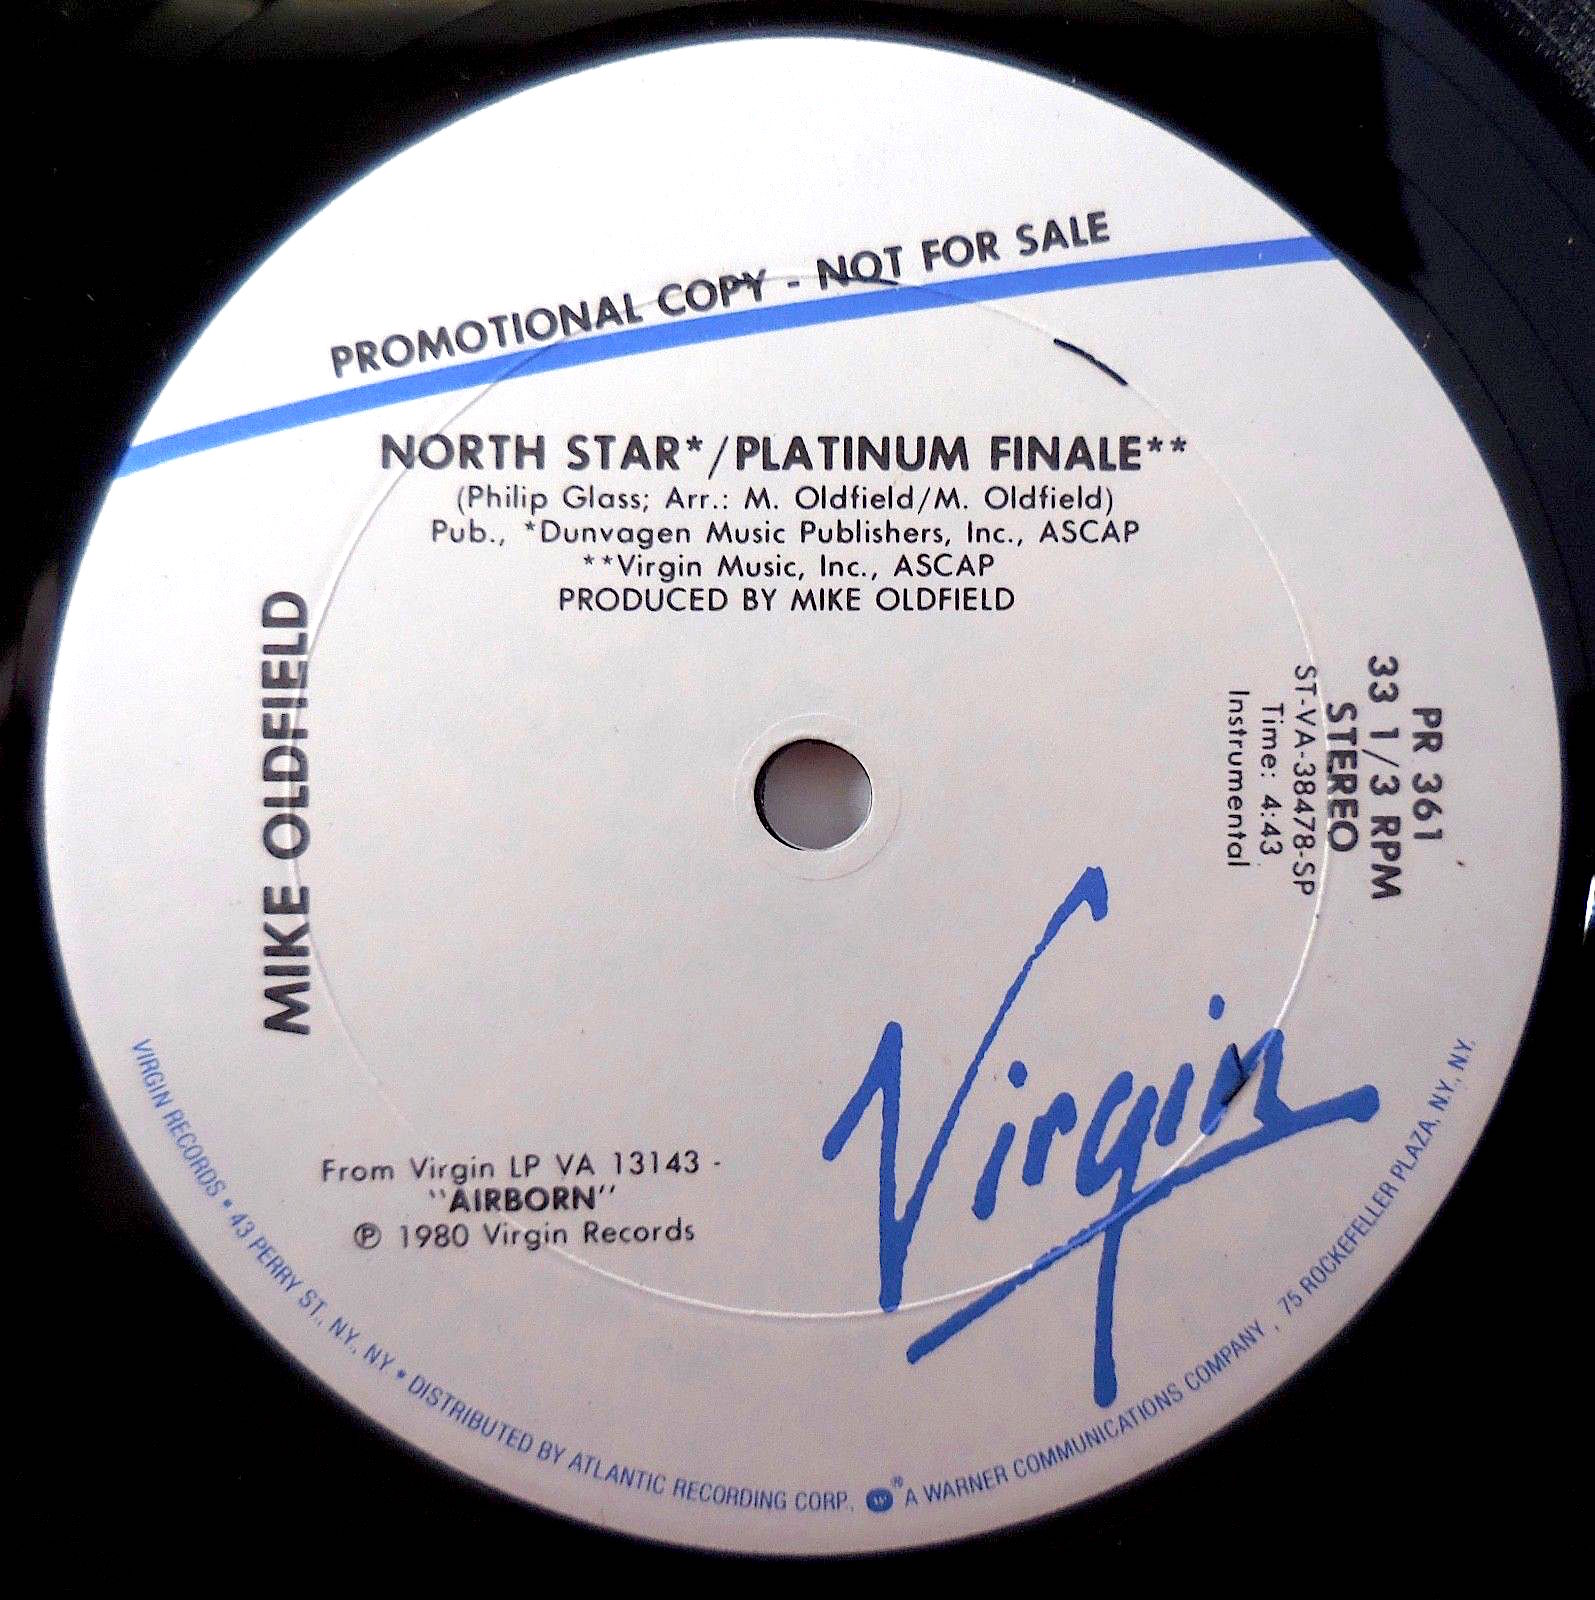 PROMOTIONAL COPY - NOT FOR SALE
NORTH STAR*/PLATINUM FINALE**
(Philip Glass; Arr.: M. Oldfield/M. Oldfield)
Pub., *Dunvagen Music Publishers, Inc., ASCAP
**Virgin Music, Inc., ASCAP
PRODUCED BY MIKE OLDFIELD
MIKE OLDFIELD
PR 361
33 1/3 RPM
STEREO
ST-VA-38478-SP
Time: 4:43
Instrumental
Virgin
From Virgin LP VA 13143 -
"AIRBORN"
℗ 1980 Virgin Records
VIRGIN RECORDS • 43 PERRY ST., NY., NY • DISTRIBUTED BY ATLANTIC RECORDING CORP., ® A WARNER COMMUNICATIONS COMPANY , 75 ROCKEFELLER PLAZA, N.Y., N.Y.